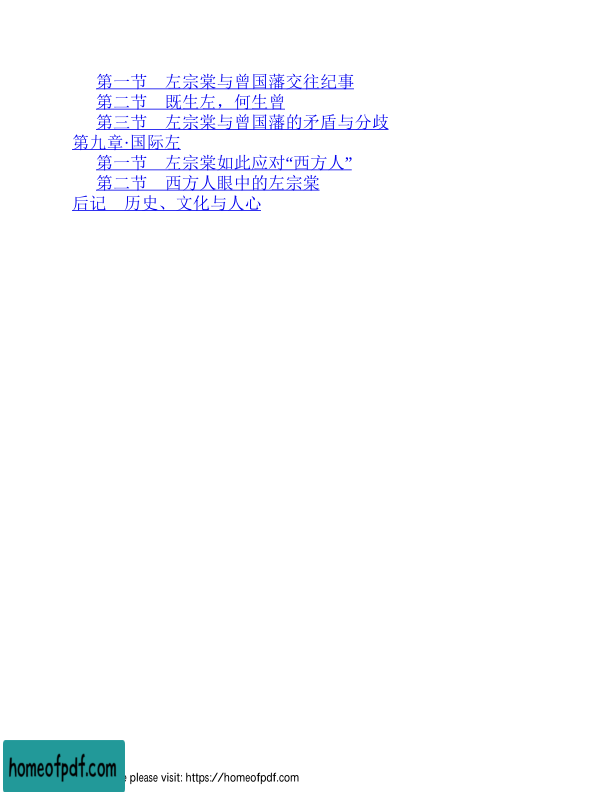 第一节　左宗棠与曾国藩交往纪事
第二节　既生左，何生曾
第三节　左宗棠与曾国藩的矛盾与分歧
第九章·国际左
第一节　左宗棠如此应对“西方人”
第二节　西方人眼中的左宗棠
后记　历史、文化与人心
homeofpdf.com
please visit: https://homeofpdf.com